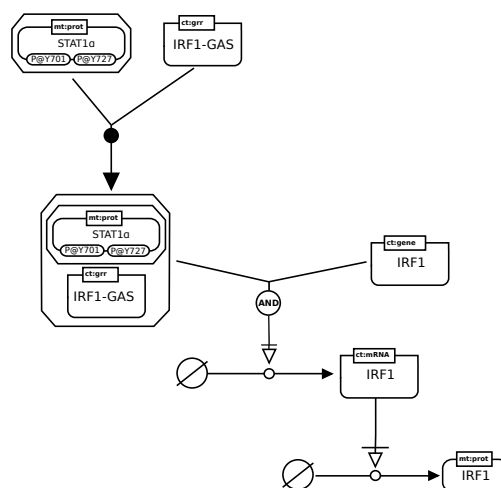 mt:prot
STAT1α
P@Y701 P@Y727
ct:grr
IRF1-GAS
mt:prot
STAT1α
P@Y701 P@Y727
ct:grr
IRF1-GAS
ct:gene
IRF1
AND
ct:mRNA
IRF1
mt:prot
IRF1